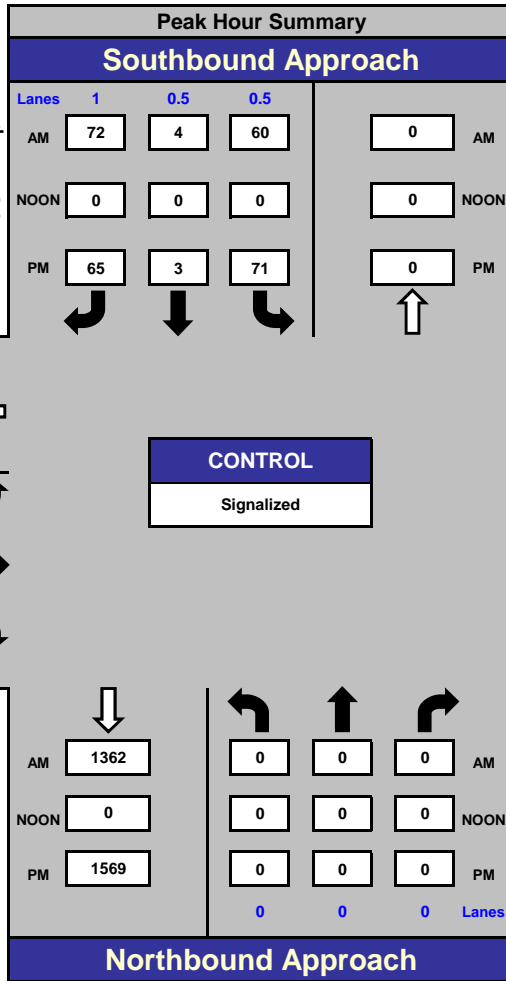 Peak Hour Summary
Southbound Approach
Lanes 1 0.5 0.5
AM 72 4 60 0 AM
NOON 0 0 0 0 NOON
PM 65 3 71 0 PM
CONTROL
Signalized
AM 1362 0 0 0 AM
NOON 0 0 0 0 NOON
PM 1569 0 0 0 PM
0 0 0 Lanes
Northbound Approach